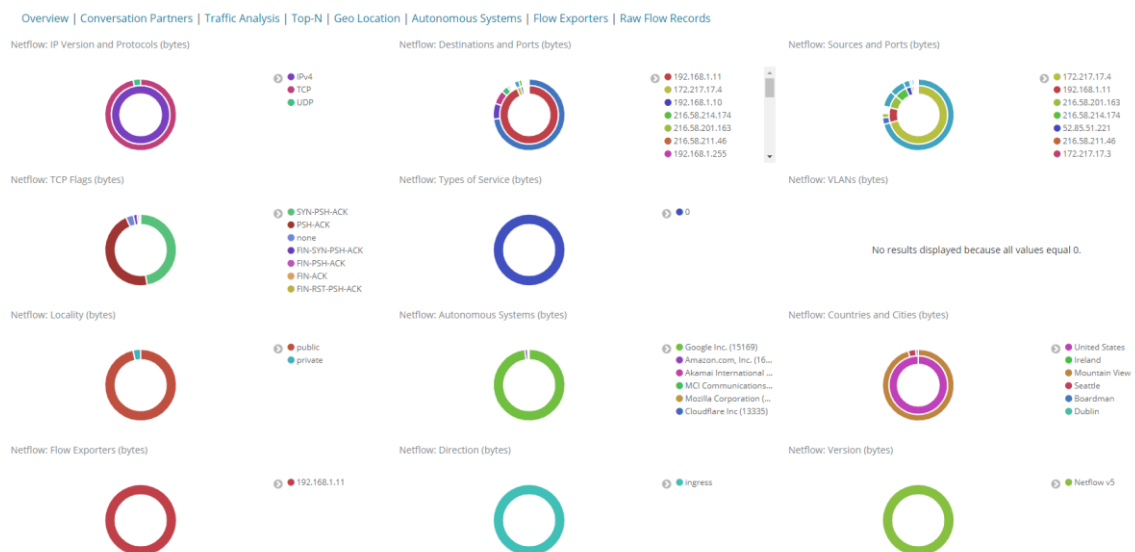 Overview | Conversation Partners | Traffic Analysis | Top-N | Geo Location | Autonomous Systems | Flow Exporters | Raw Flow Records
Netflow: IP Version and Protocols (bytes)
IPv4
TCP
UDP
Netflow: Destinations and Ports (bytes)
192.168.1.11
172.217.17.4
192.168.1.10
216.58.214.174
216.58.201.163
216.58.211.46
192.168.1.255
Netflow: Sources and Ports (bytes)
172.217.17.4
192.168.1.11
216.58.201.163
216.58.214.174
52.85.51.221
216.58.211.46
172.217.17.3
Netflow: TCP Flags (bytes)
SYN-PSH-ACK
PSH-ACK
none
FIN-SYN-PSH-ACK
FIN-PSH-ACK
FIN-ACK
FIN-RST-PSH-ACK
Netflow: Types of Service (bytes)
0
Netflow: VLANs (bytes)
No results displayed because all values equal 0.
Netflow: Locality (bytes)
public
private
Netflow: Autonomous Systems (bytes)
Google Inc. (15169)
Amazon.com, Inc. (16...
Akamai International ...
MCI Communications...
Mozilla Corporation (...
Cloudflare Inc (13335)
Netflow: Countries and Cities (bytes)
United States
Ireland
Mountain View
Seattle
Boardman
Dublin
Netflow: Flow Exporters (bytes)
192.168.1.11
Netflow: Direction (bytes)
ingress
Netflow: Version (bytes)
Netflow v5